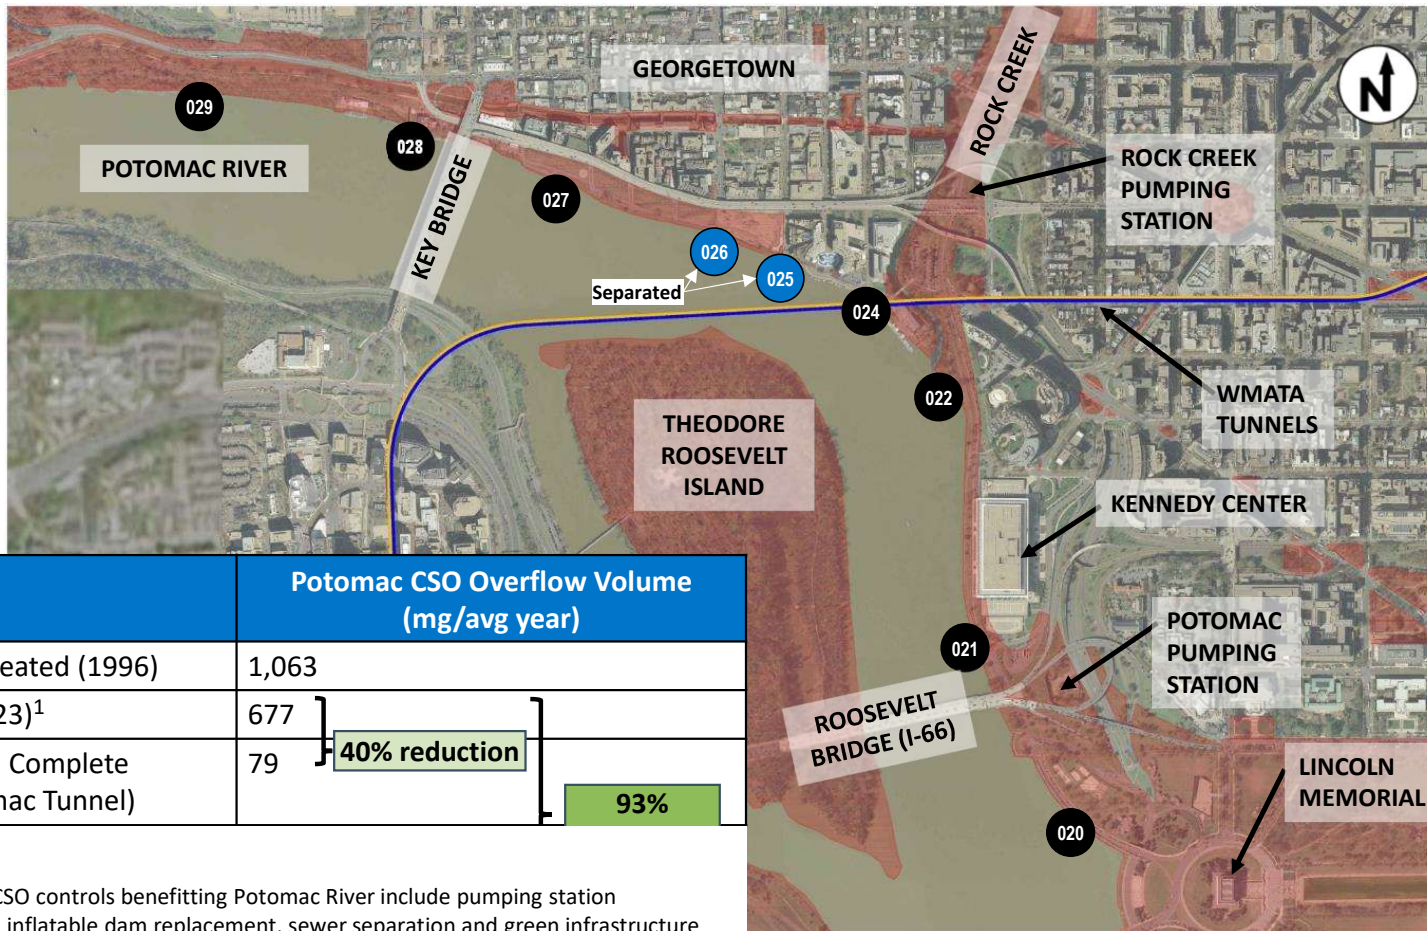 GEORGETOWN
N
ROCK CREEK
029
028
POTOMAC RIVER
KEY BRIDGE
027
026
025
Separated
024
022
ROCK CREEK
PUMPING
STATION
WMATA
TUNNELS
THEODORE
ROOSEVELT
ISLAND
KENNEDY CENTER
021
POTOMAC
PUMPING
STATION
ROOSEVELT
BRIDGE (I-66)
LINCOLN
MEMORIAL
020
Potomac CSO Overflow Volume
(mg/avg year)
eated (1996)
1,063
23)1
677
Complete
nac Tunnel)
79
40% reduction
93%
CSO controls benefitting Potomac River include pumping station
inflatable dam replacement, sewer separation and green infrastructure